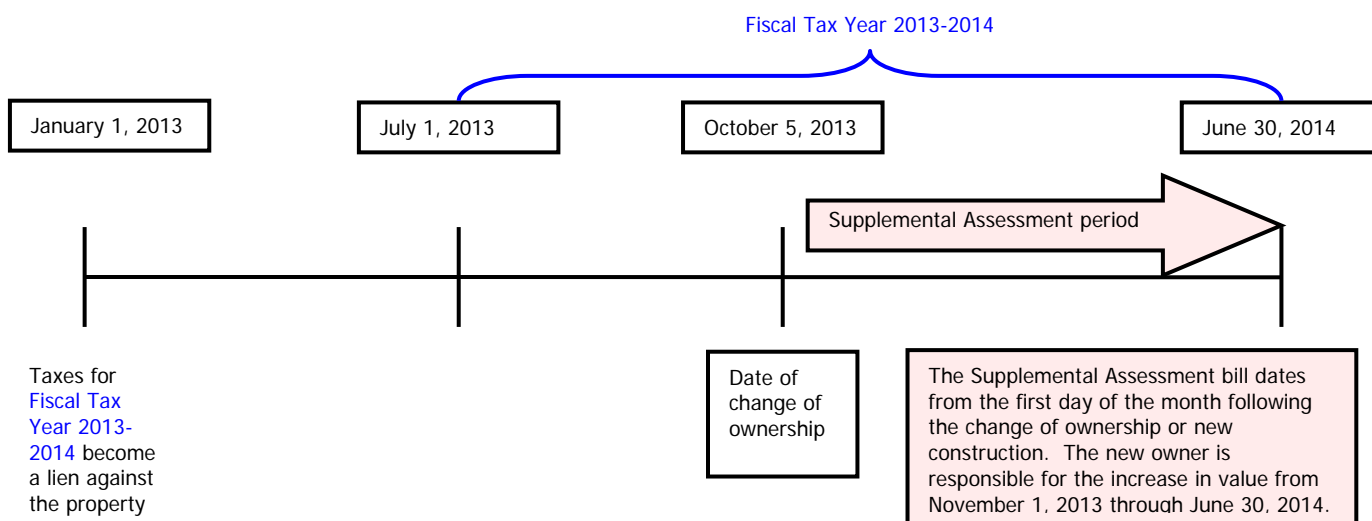 Fiscal Tax Year 2013-2014
January 1, 2013
July 1, 2013
October 5, 2013
June 30, 2014
Supplemental Assessment period
Taxes for
Fiscal Tax
Year 2013-
2014 become
a lien against
the property
Date of
change of
ownership
The Supplemental Assessment bill dates
from the first day of the month following
the change of ownership or new
construction.  The new owner is
responsible for the increase in value from
November 1, 2013 through June 30, 2014.